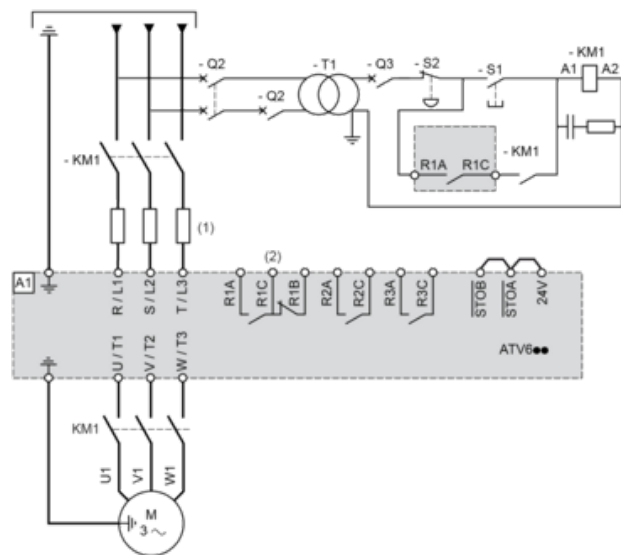 - Q2
- T1
- Q3
- S2
- S1
- KM1
A1
A2
- Q2
R1A
R1C
- KM1
- KM1
(1)
(2)
A1
R / L1
S / L2
T / L3
R1A
R1C
R1B
R2A
R2C
R3A
R3C
STOB
STOA
24V
U / T1
V / T2
W / T3
ATV6●●
KM1
U1
V1
W1
M
3 ~